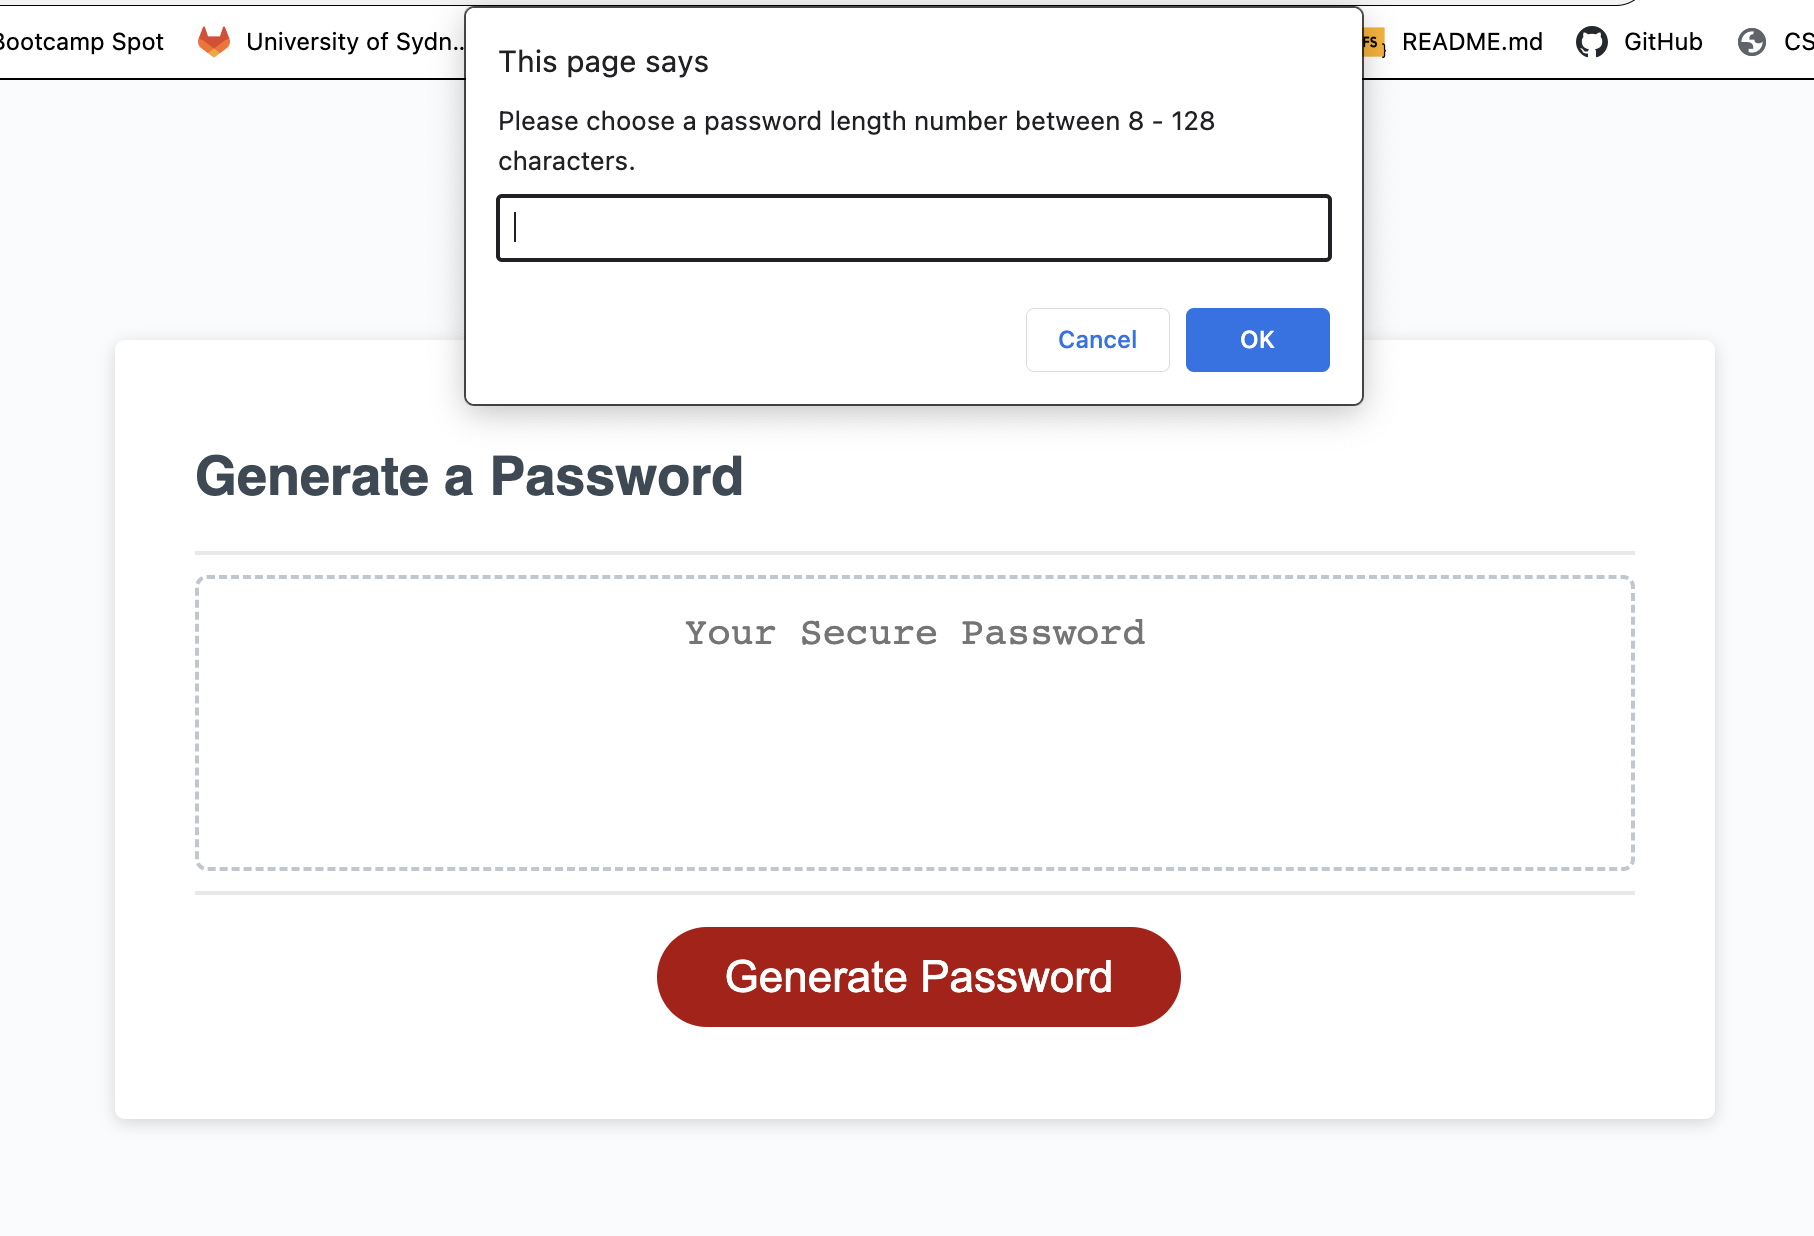 Bootcamp Spot
University of Sydn...
README.md
GitHub
CS
This page says
Please choose a password length number between 8 - 128
characters.
Cancel
OK
Generate a Password
Your Secure Password
Generate Password